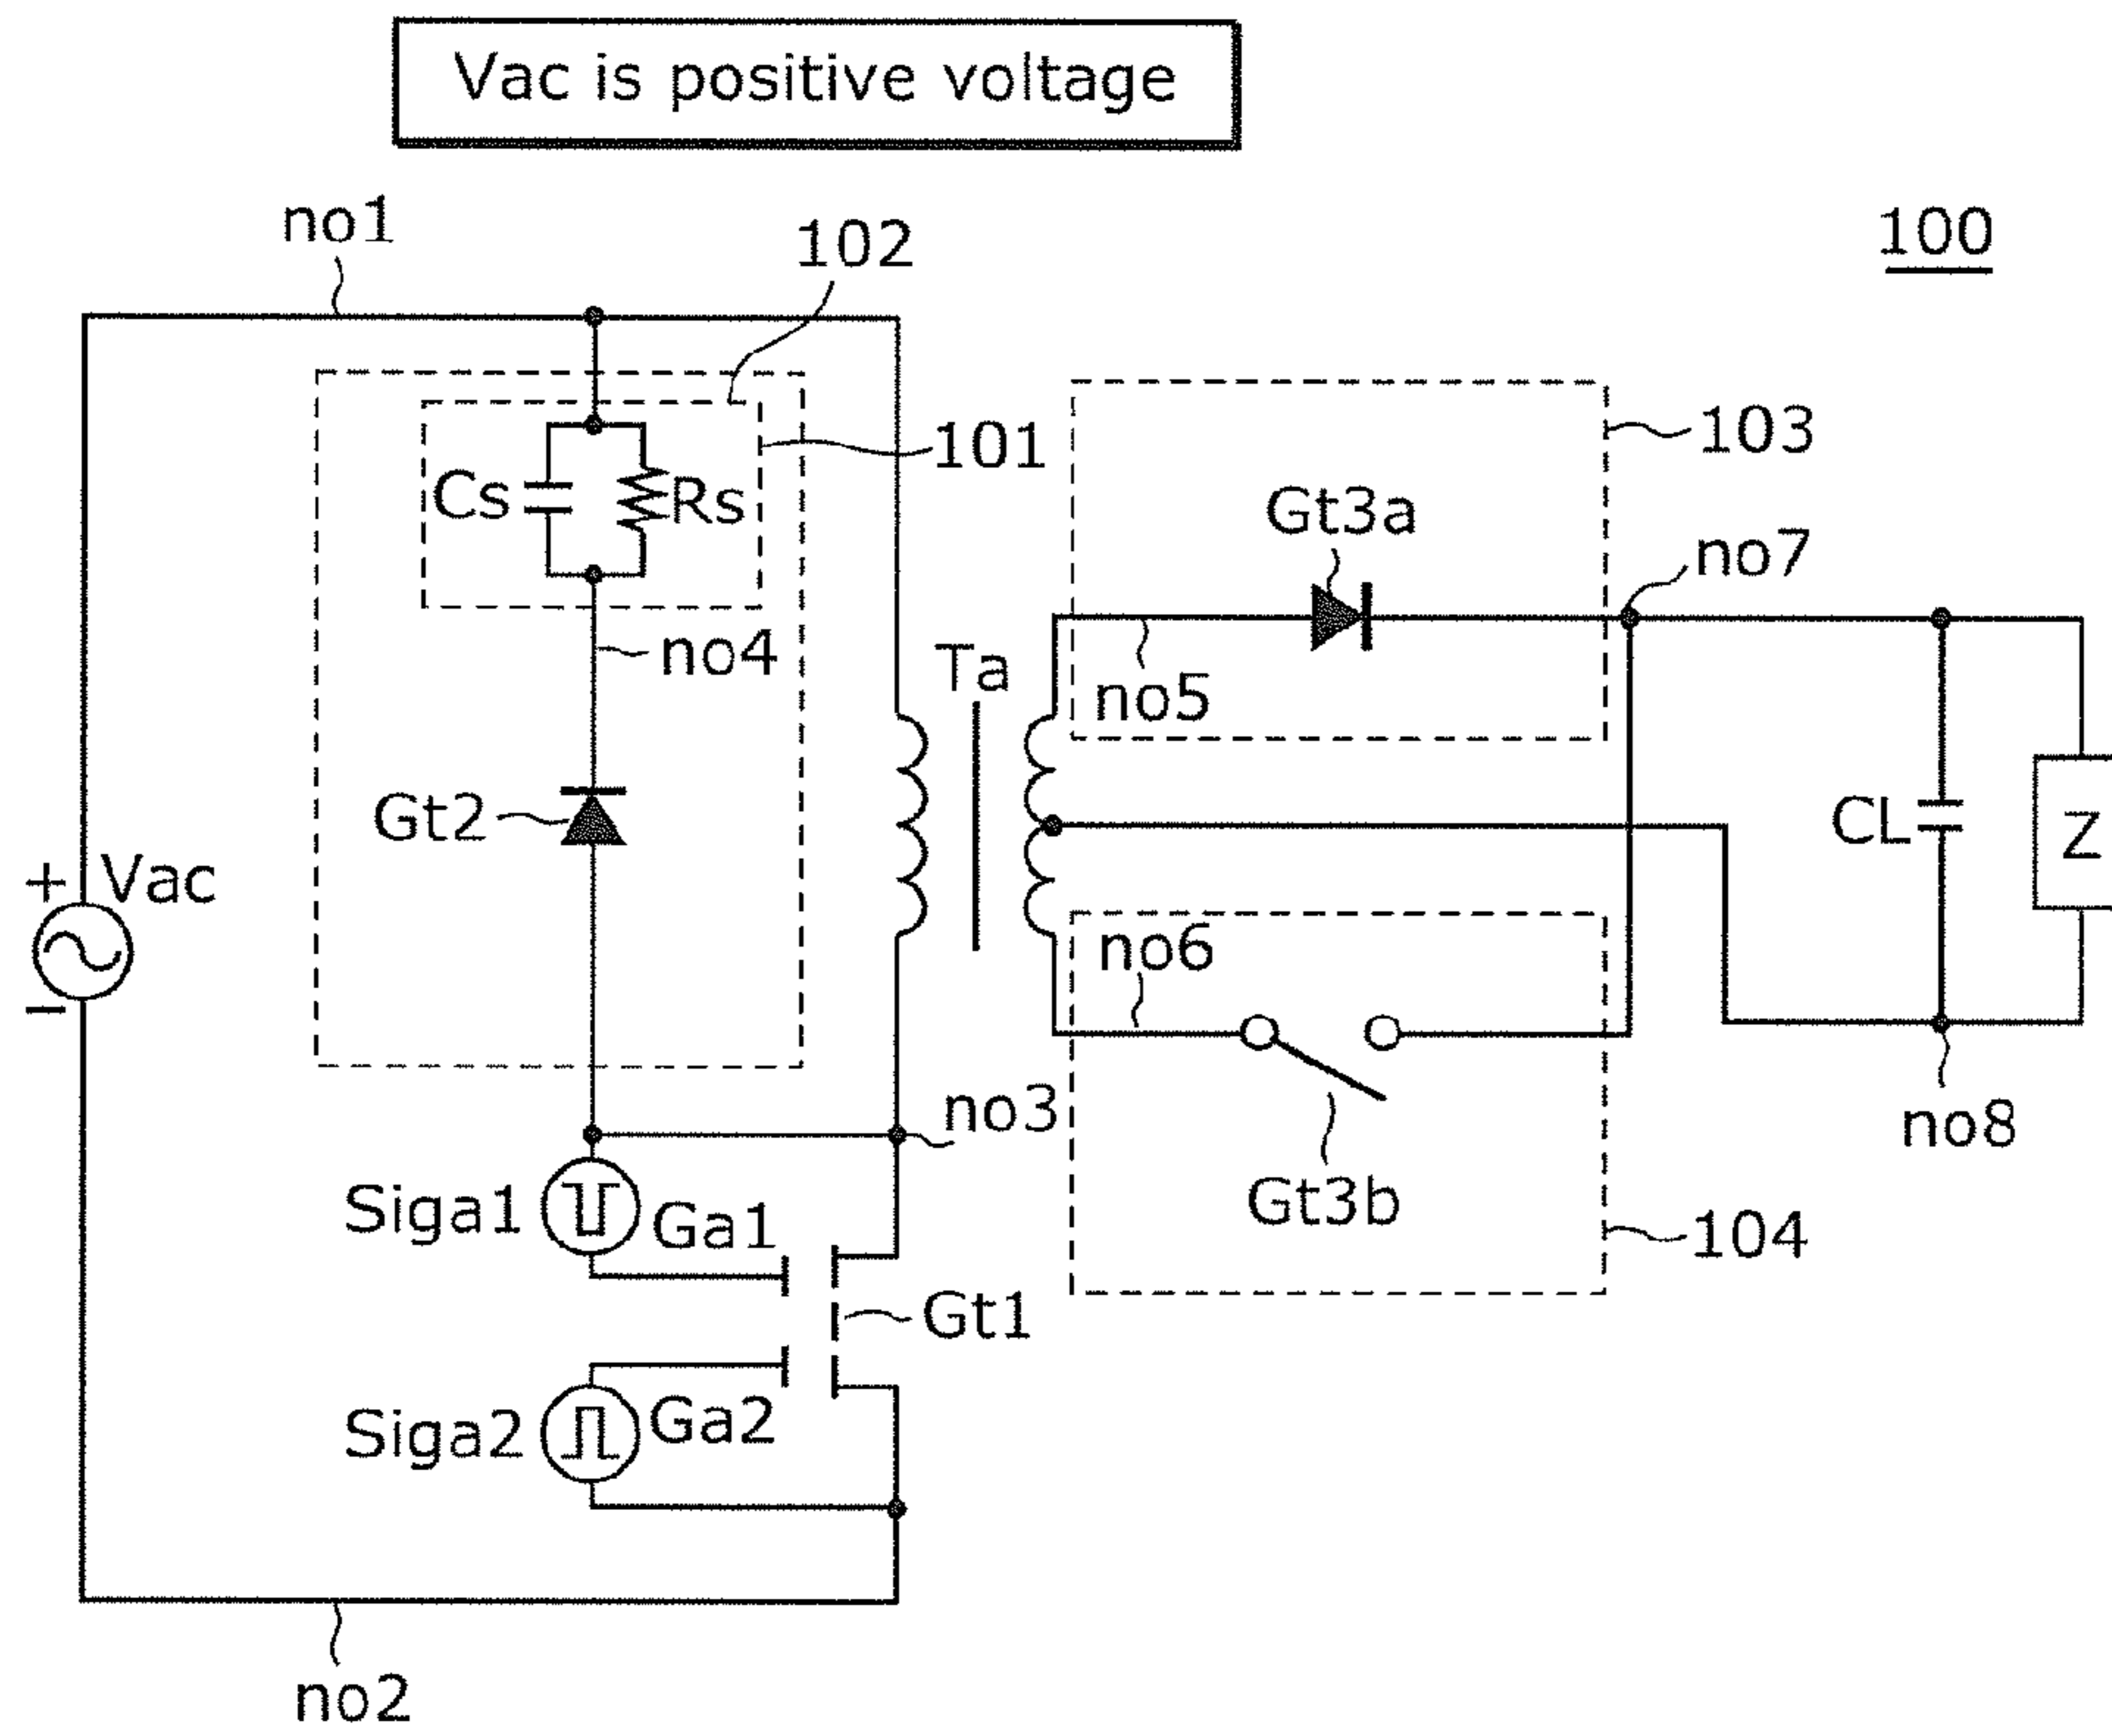 Vac is positive voltage
no1
102
100
101
103
Cs
Rs
Gt3a
no7
no4
Ta
no5
Gt2
CL
Z
+
Vac
no6
−
no3
no8
Siga1
Ga1
Gt3b
104
Gt1
Siga2
Ga2
no2